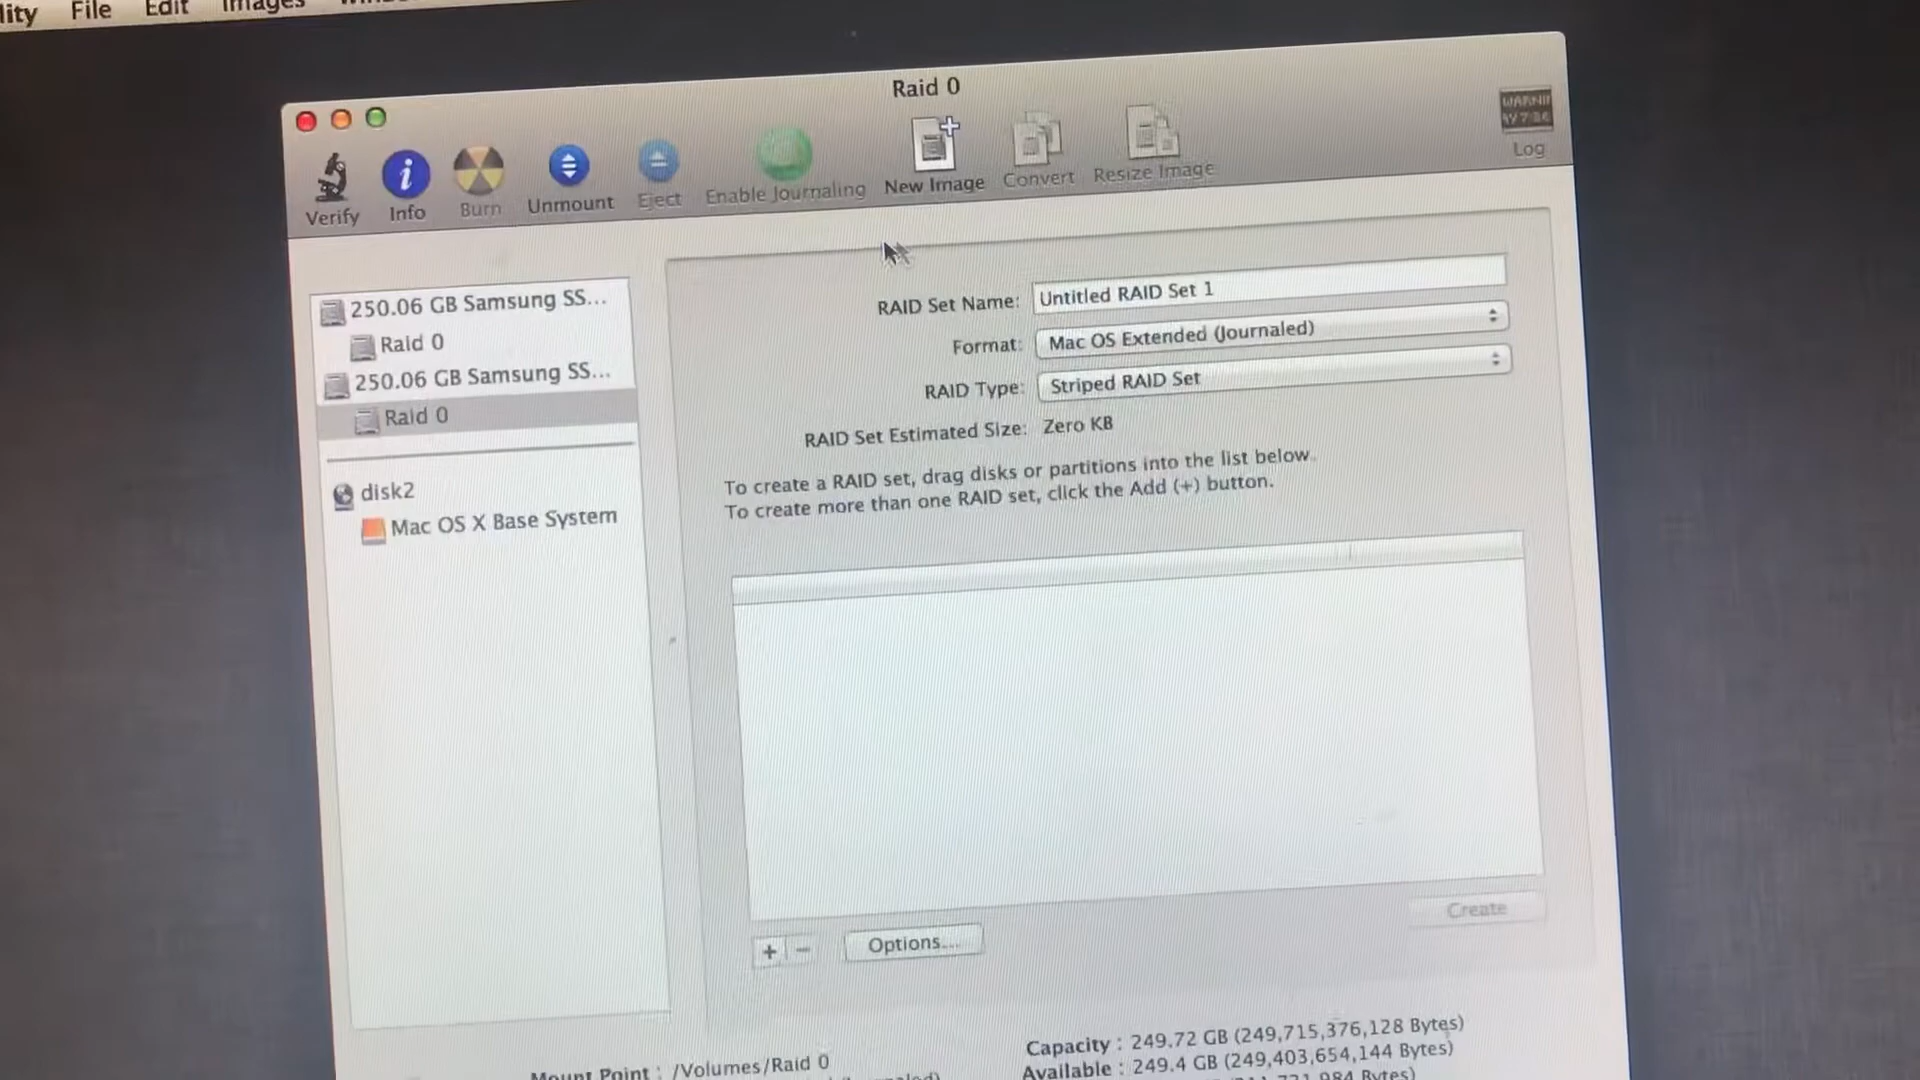 lity File Edit Images
Raid 0
Verify Info Burn Unmount Eject Enable Journaling New Image Convert Resize Image
WARNIN
AY 7:36
Log
250.06 GB Samsung SS...
Raid 0
250.06 GB Samsung SS...
Raid 0
disk2
Mac OS X Base System
RAID Set Name: Untitled RAID Set 1
Format: Mac OS Extended (Journaled)
RAID Type: Striped RAID Set
RAID Set Estimated Size: Zero KB
To create a RAID set, drag disks or partitions into the list below.
To create more than one RAID set, click the Add (+) button.
+ − Options...
Create
Mount Point : /Volumes/Raid 0
Capacity : 249.72 GB (249,715,376,128 Bytes)
Available : 249.4 GB (249,403,654,144 Bytes)